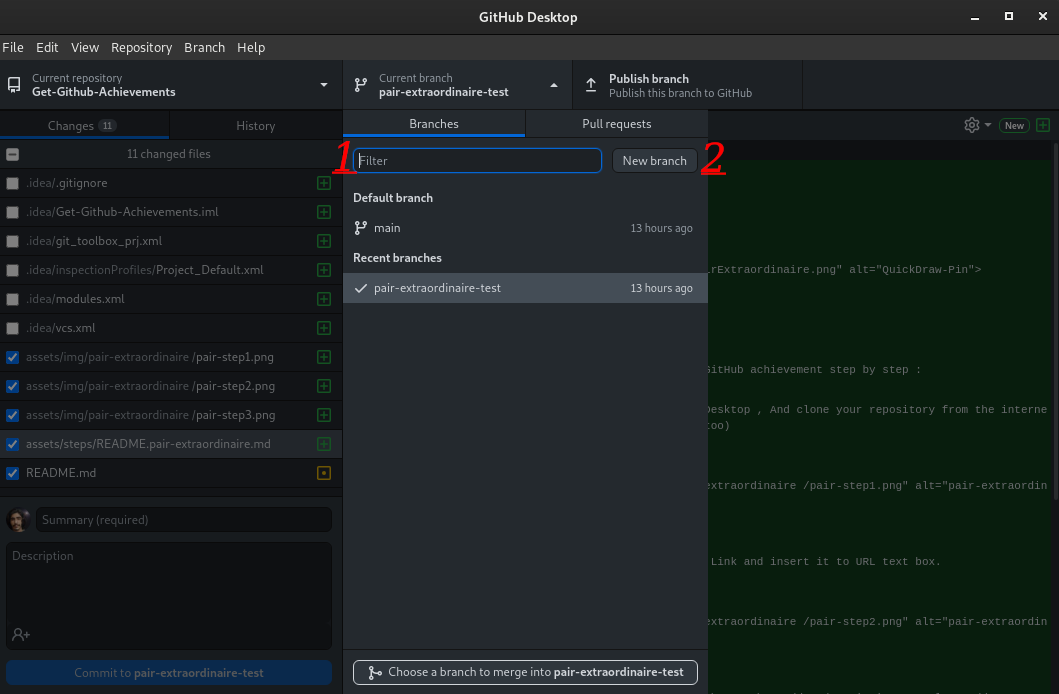 GitHub Desktop
File Edit View Repository Branch Help
Current repository
Get-Github-Achievements
Current branch
pair-extraordinaire-test
Publish branch
Publish this branch to GitHub
Changes 11
History
Branches
Pull requests
New
11 changed files
1
Filter
New branch
2
.idea/.gitignore
.idea/Get-Github-Achievements.iml
.idea/git_toolbox_prj.xml
.idea/inspectionProfiles/Project_Default.xml
.idea/modules.xml
.idea/vcs.xml
assets/img/pair-extraordinaire /pair-step1.png
assets/img/pair-extraordinaire /pair-step2.png
assets/img/pair-extraordinaire /pair-step3.png
assets/steps/README.pair-extraordinaire.md
README.md
Default branch
main 13 hours ago
Recent branches
pair-extraordinaire-test 13 hours ago
irExtraordinaire.png" alt="QuickDraw-Pin">
GitHub achievement step by step :
Desktop , And clone your repository from the interne
too)
extraordinaire /pair-step1.png" alt="pair-extraordin
Link and insert it to URL text box.
extraordinaire /pair-step2.png" alt="pair-extraordin
Summary (required)
Description
Commit to pair-extraordinaire-test
Choose a branch to merge into pair-extraordinaire-test